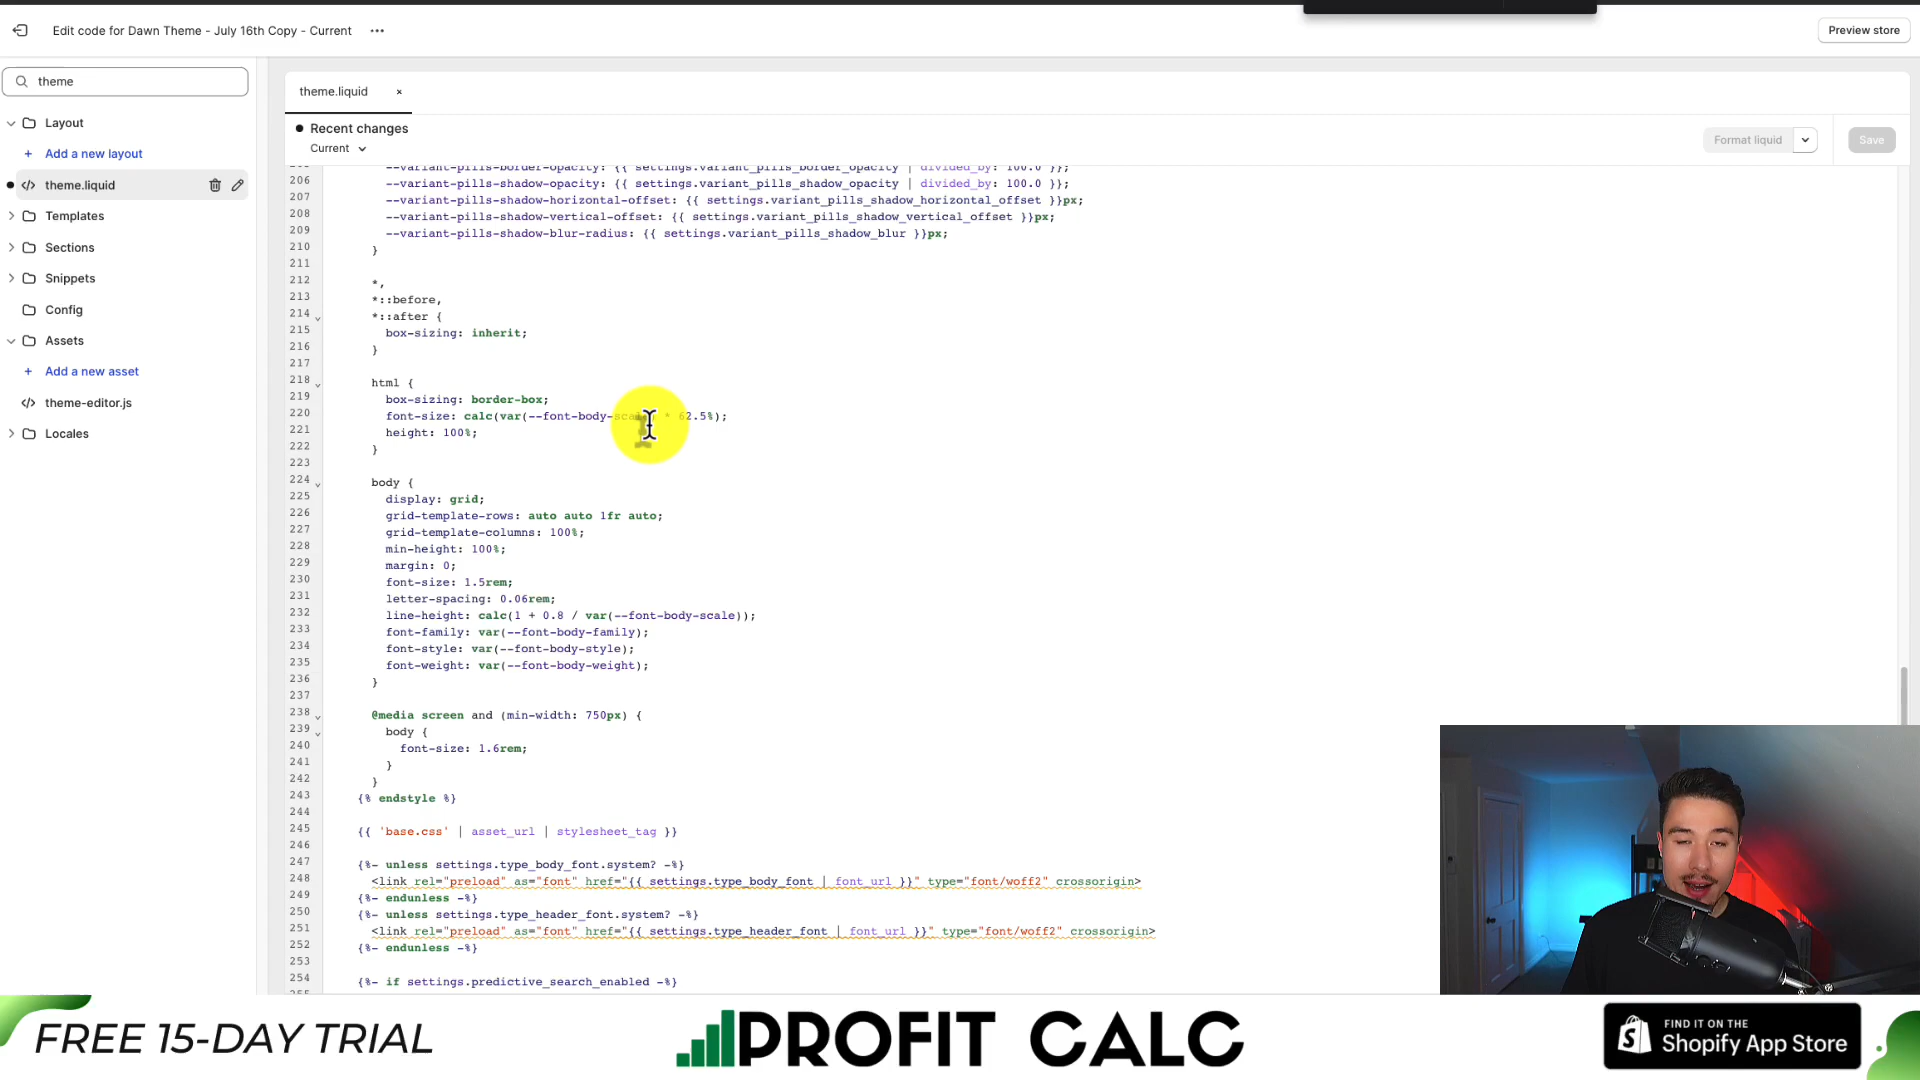 Edit code for Dawn Theme - July 16th Copy - Current ...
Preview store
theme
Layout
+ Add a new layout
theme.liquid
Templates
Sections
Snippets
Config
Assets
+ Add a new asset
theme-editor.js
Locales
theme.liquid ×
Recent changes
Current
Format liquid
Save
--variant-pills-border-opacity: {{ settings.variant_pills_border_opacity | divided_by: 100.0 }};
206 --variant-pills-shadow-opacity: {{ settings.variant_pills_shadow_opacity | divided_by: 100.0 }};
207 --variant-pills-shadow-horizontal-offset: {{ settings.variant_pills_shadow_horizontal_offset }}px;
208 --variant-pills-shadow-vertical-offset: {{ settings.variant_pills_shadow_vertical_offset }}px;
209 --variant-pills-shadow-blur-radius: {{ settings.variant_pills_shadow_blur }}px;
210 }
211
212 *,
213 *::before,
214 *::after {
215 box-sizing: inherit;
216 }
217
218 html {
219 box-sizing: border-box;
220 font-size: calc(var(--font-body-scale) * 62.5%);
221 height: 100%;
222 }
223
224 body {
225 display: grid;
226 grid-template-rows: auto auto 1fr auto;
227 grid-template-columns: 100%;
228 min-height: 100%;
229 margin: 0;
230 font-size: 1.5rem;
231 letter-spacing: 0.06rem;
232 line-height: calc(1 + 0.8 / var(--font-body-scale));
233 font-family: var(--font-body-family);
234 font-style: var(--font-body-style);
235 font-weight: var(--font-body-weight);
236 }
237
238 @media screen and (min-width: 750px) {
239 body {
240 font-size: 1.6rem;
241 }
242 }
243 {% endstyle %}
244
245 {{ 'base.css' | asset_url | stylesheet_tag }}
246
247 {%- unless settings.type_body_font.system? -%}
248 <link rel="preload" as="font" href="{{ settings.type_body_font | font_url }}" type="font/woff2" crossorigin>
249 {%- endunless -%}
250 {%- unless settings.type_header_font.system? -%}
251 <link rel="preload" as="font" href="{{ settings.type_header_font | font_url }}" type="font/woff2" crossorigin>
252 {%- endunless -%}
253
254 {%- if settings.predictive_search_enabled -%}
FREE 15-DAY TRIAL
PROFIT CALC
FIND IT ON THE
Shopify App Store